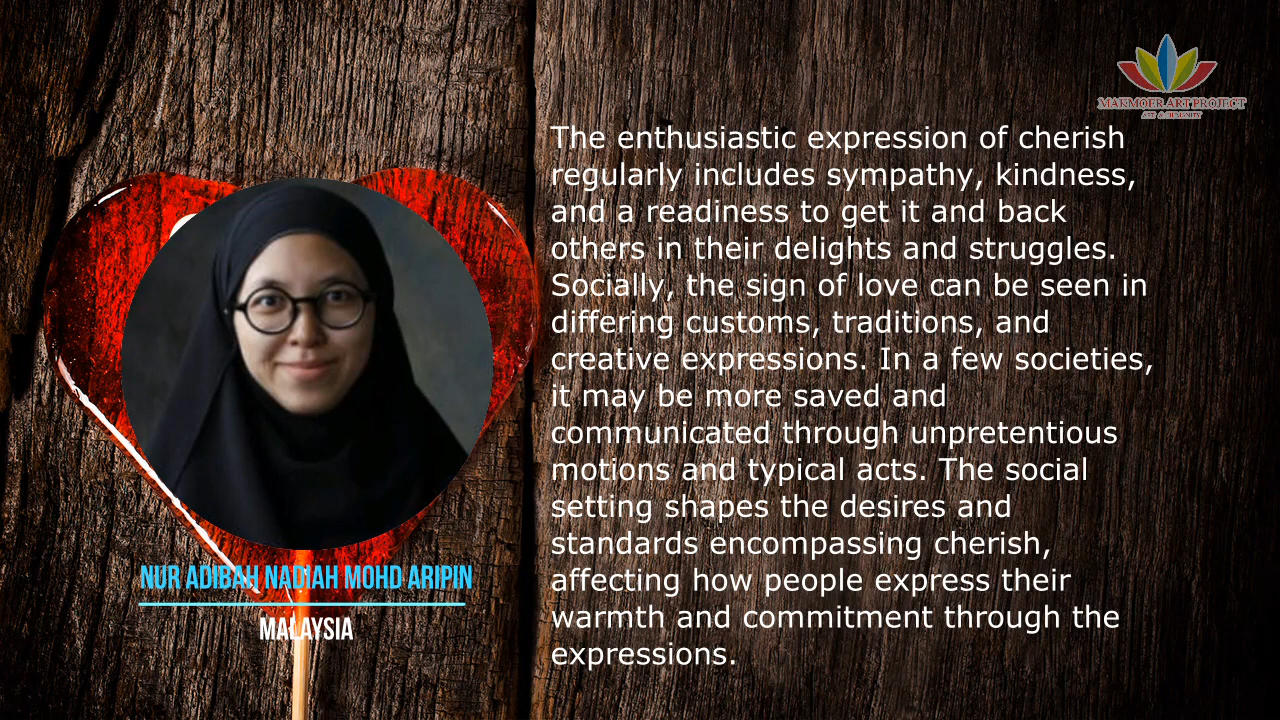 MARMOER ART PROJECT
ART & HUMANITY
The enthusiastic expression of cherish
regularly includes sympathy, kindness,
and a readiness to get it and back
others in their delights and struggles.
Socially, the sign of love can be seen in
differing customs, traditions, and
creative expressions. In a few societies,
it may be more saved and
communicated through unpretentious
motions and typical acts. The social
setting shapes the desires and
standards encompassing cherish,
affecting how people express their
warmth and commitment through the
expressions.
NUR ADIBAH NADIAH MOHD ARIPIN
MALAYSIA